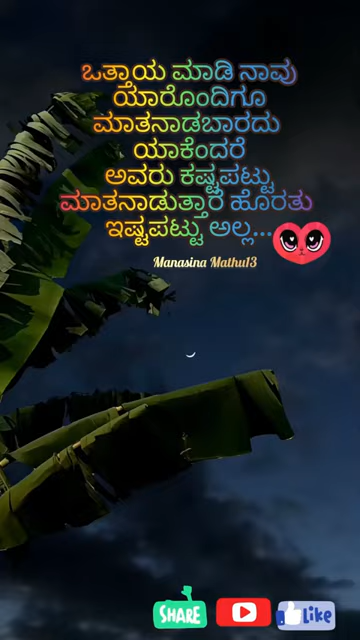 ಒತ್ತಾಯ ಮಾಡಿ ನಾವು
ಯಾರೊಂದಿಗೂ
ಮಾತನಾಡಬಾರದು
ಯಾಕೆಂದರೆ
ಅವರು ಕಷ್ಟಪಟ್ಟು
ಮಾತನಾಡುತ್ತಾರೆ ಹೊರತು
ಇಷ್ಟಪಟ್ಟು ಅಲ್ಲ...
Manasina Mathu13
SHARE
Like